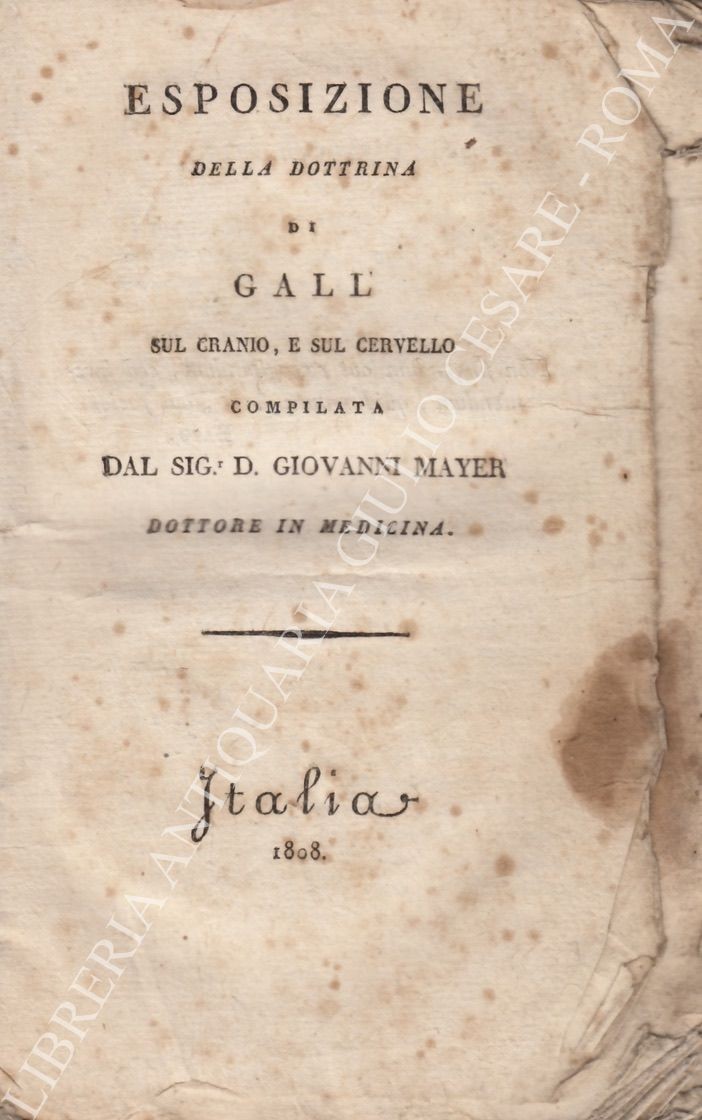 ESPOSIZIONE
DELLA DOTTRINA
DI
GALL
SUL CRANIO, E SUL CERVELLO
COMPILATA
DAL SIG.r D. GIOVANNI MAYER
DOTTORE IN MEDICINA.
Italia
1808.
LIBRERIA ANTIQUARIA GIULIO CESARE - ROMA